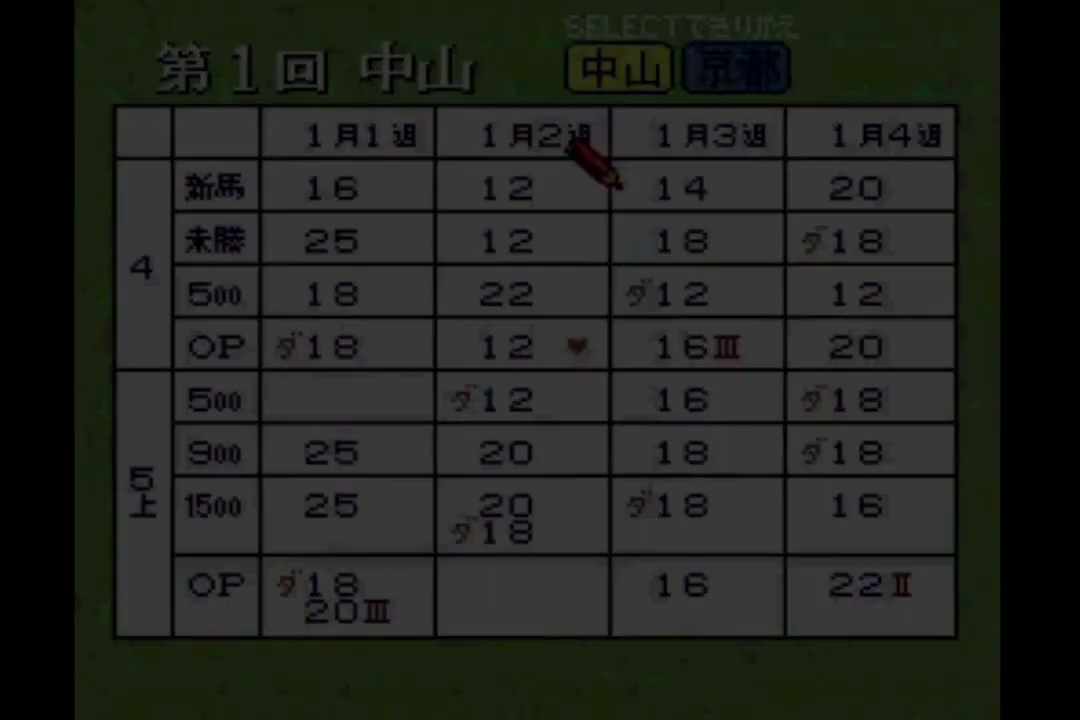 SELECTできりかえ
第1回 中山 中山 京都
1月1週 1月2週 1月3週 1月4週
4
新馬 16 12 14 20
未勝 25 12 18 ダ18
500 18 22 ダ12 12
OP ダ18 12 ♥ 16Ⅲ 20
5上
500 ダ12 16 ダ18
900 25 20 18 ダ18
1500 25 20 ダ18 16
ダ18
OP ダ18 16 22Ⅱ
20Ⅲ